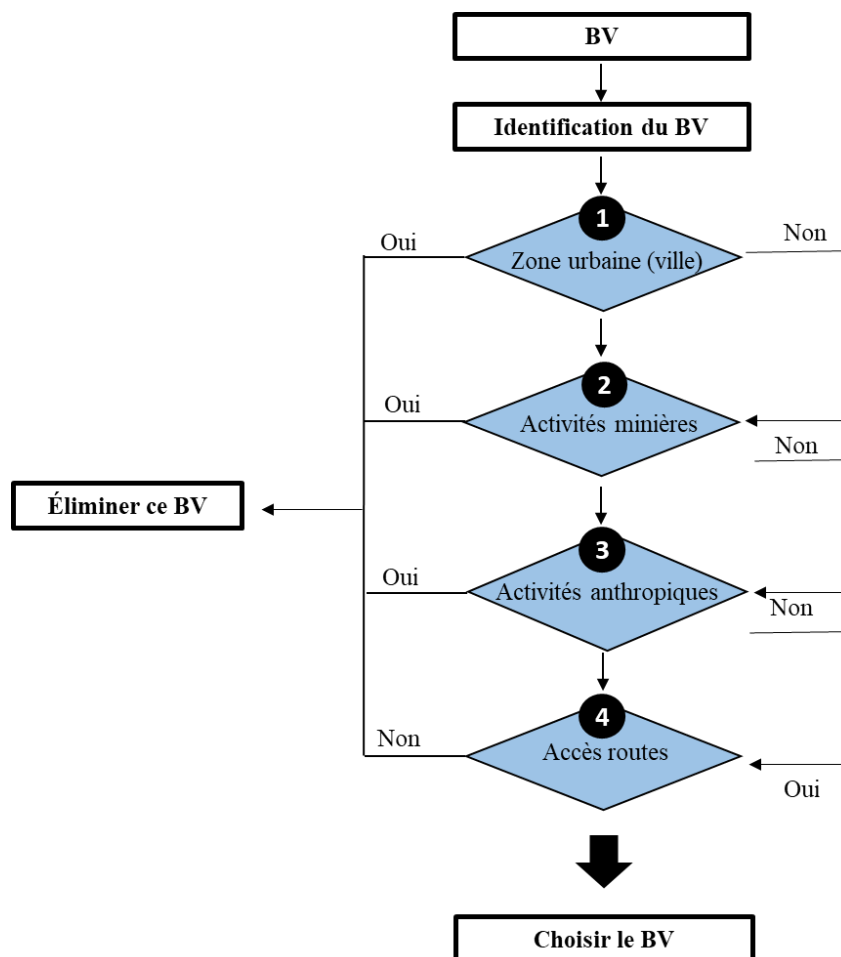 BV
Identification du BV
1
Oui
Zone urbaine (ville)
Non
2
Oui
Activités minières
Non
Éliminer ce BV
3
Oui
Activités anthropiques
Non
4
Non
Accès routes
Oui
Choisir le BV